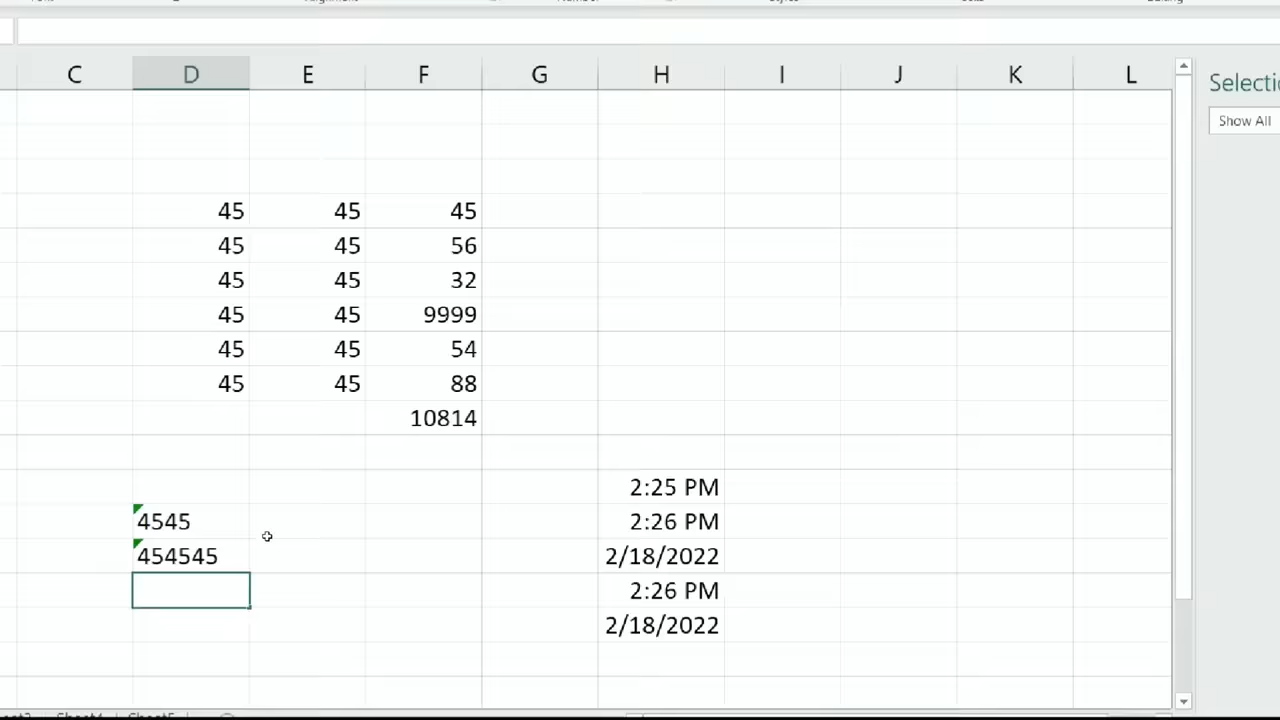 C D E F G H I J K L
Selectio
Show All
45 45 45
45 45 56
45 45 32
45 45 9999
45 45 54
45 45 88
10814
2:25 PM
4545 2:26 PM
454545 2/18/2022
2:26 PM
2/18/2022